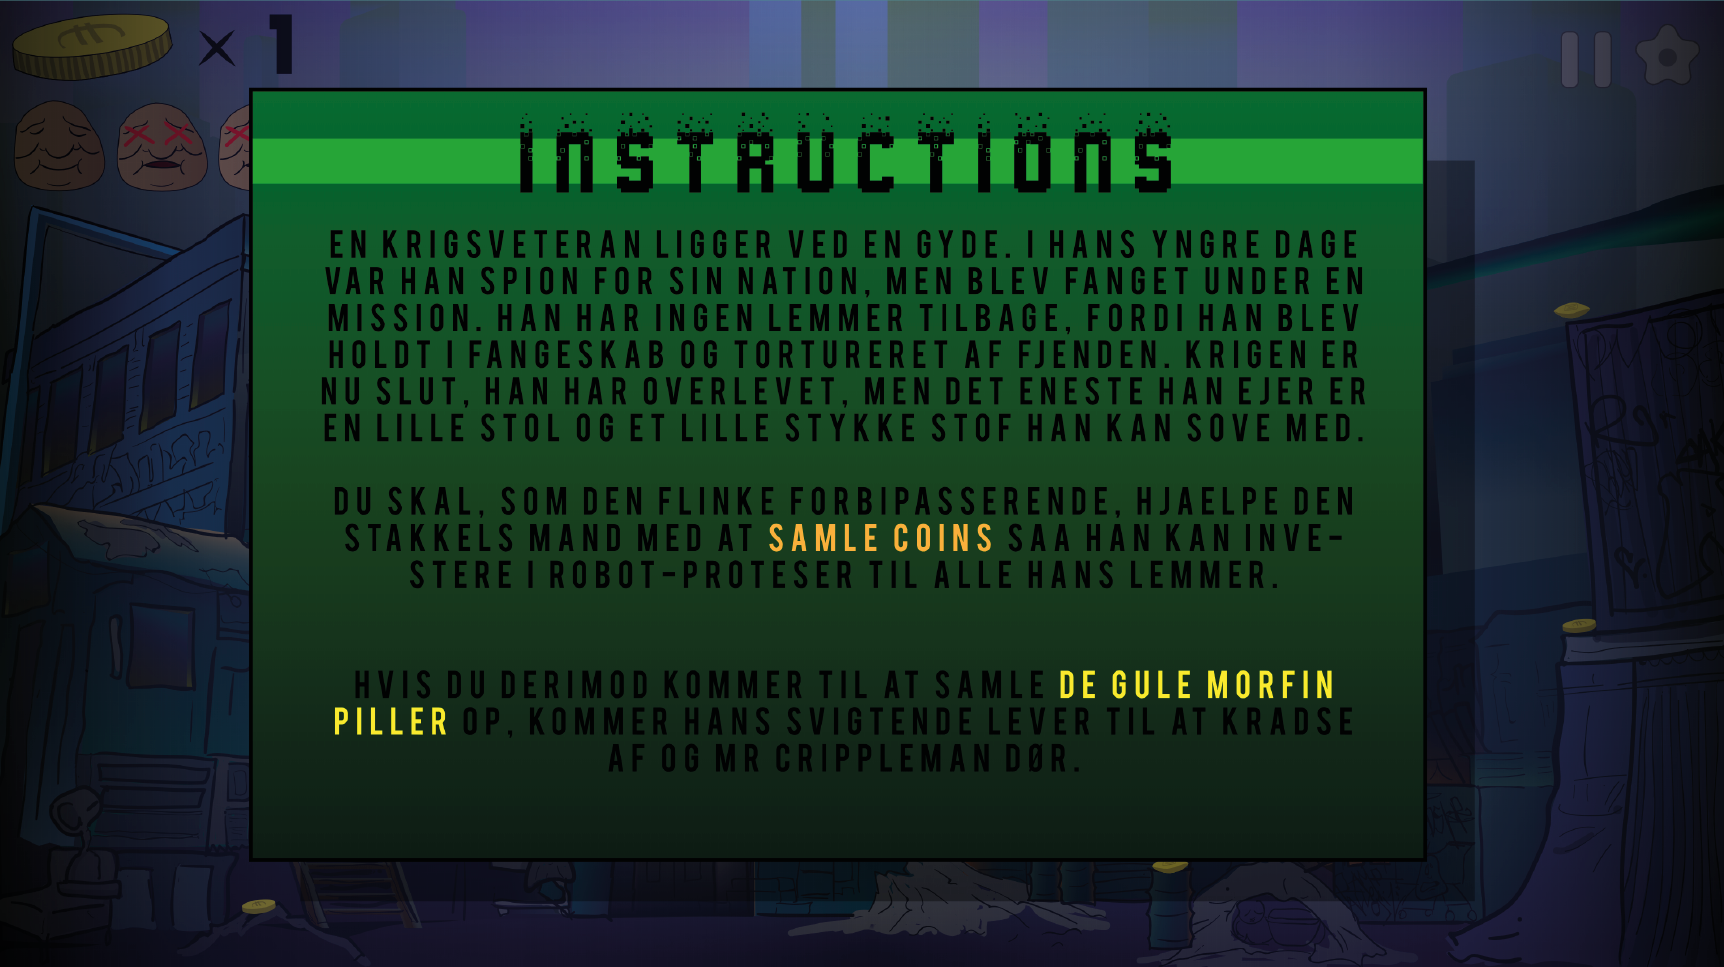 × 1
INSTRUCTIONS
EN KRIGSVETERAN LIGGER VED EN GYDE. I HANS YNGRE DAGE
VAR HAN SPION FOR SIN NATION, MEN BLEV FANGET UNDER EN
MISSION. HAN HAR INGEN LEMMER TILBAGE, FORDI HAN BLEV
HOLDT I FANGESKAB OG TORTURERET AF FJENDEN. KRIGEN ER
NU SLUT, HAN HAR OVERLEVET, MEN DET ENESTE HAN EJER ER
EN LILLE STOL OG ET LILLE STYKKE STOF HAN KAN SOVE MED.
DU SKAL, SOM DEN FLINKE FORBIPASSERENDE, HJAELPE DEN
STAKKELS MAND MED AT SAMLE COINS SAA HAN KAN INVE-
STERE I ROBOT-PROTESER TIL ALLE HANS LEMMER.
HVIS DU DERIMOD KOMMER TIL AT SAMLE DE GULE MORFIN
PILLER OP, KOMMER HANS SVIGTENDE LEVER TIL AT KRADSE
AF OG MR CRIPPLEMAN DØR.